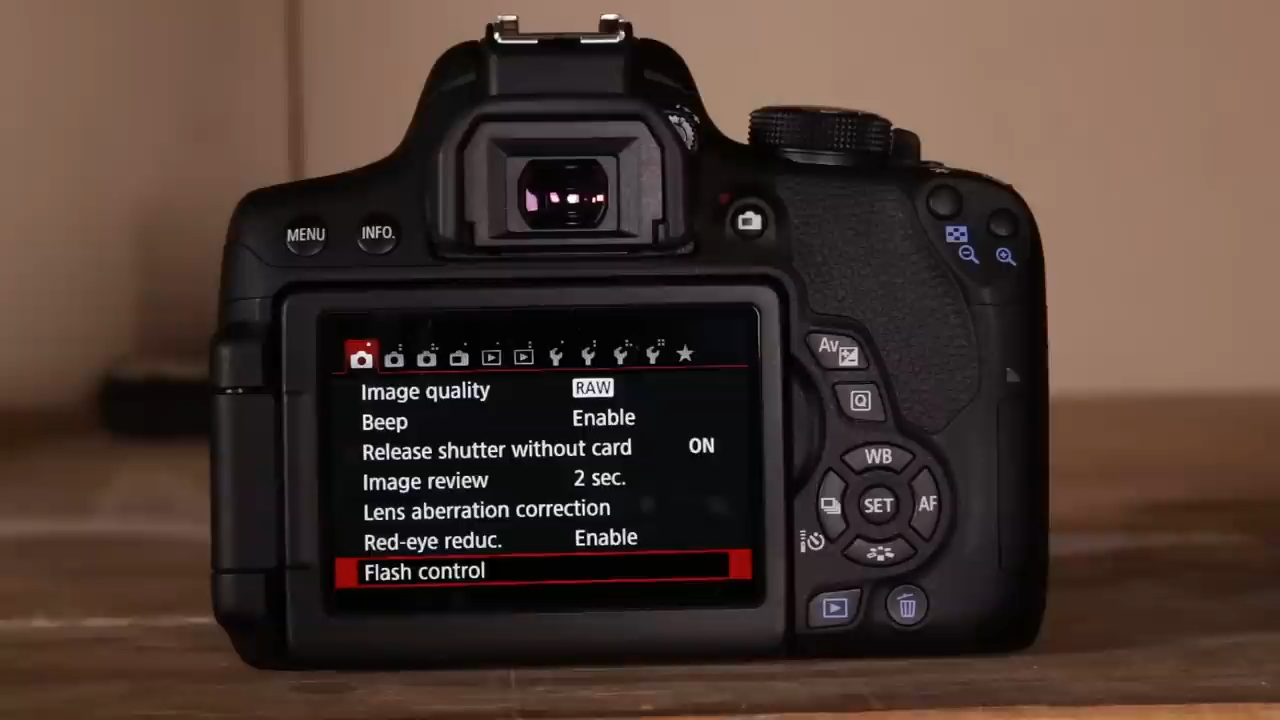 MENU INFO.
Image quality RAW
Beep Enable
Release shutter without card ON
Image review 2 sec.
Lens aberration correction
Red-eye reduc. Enable
Flash control
Av
Q
WB
SET
AF